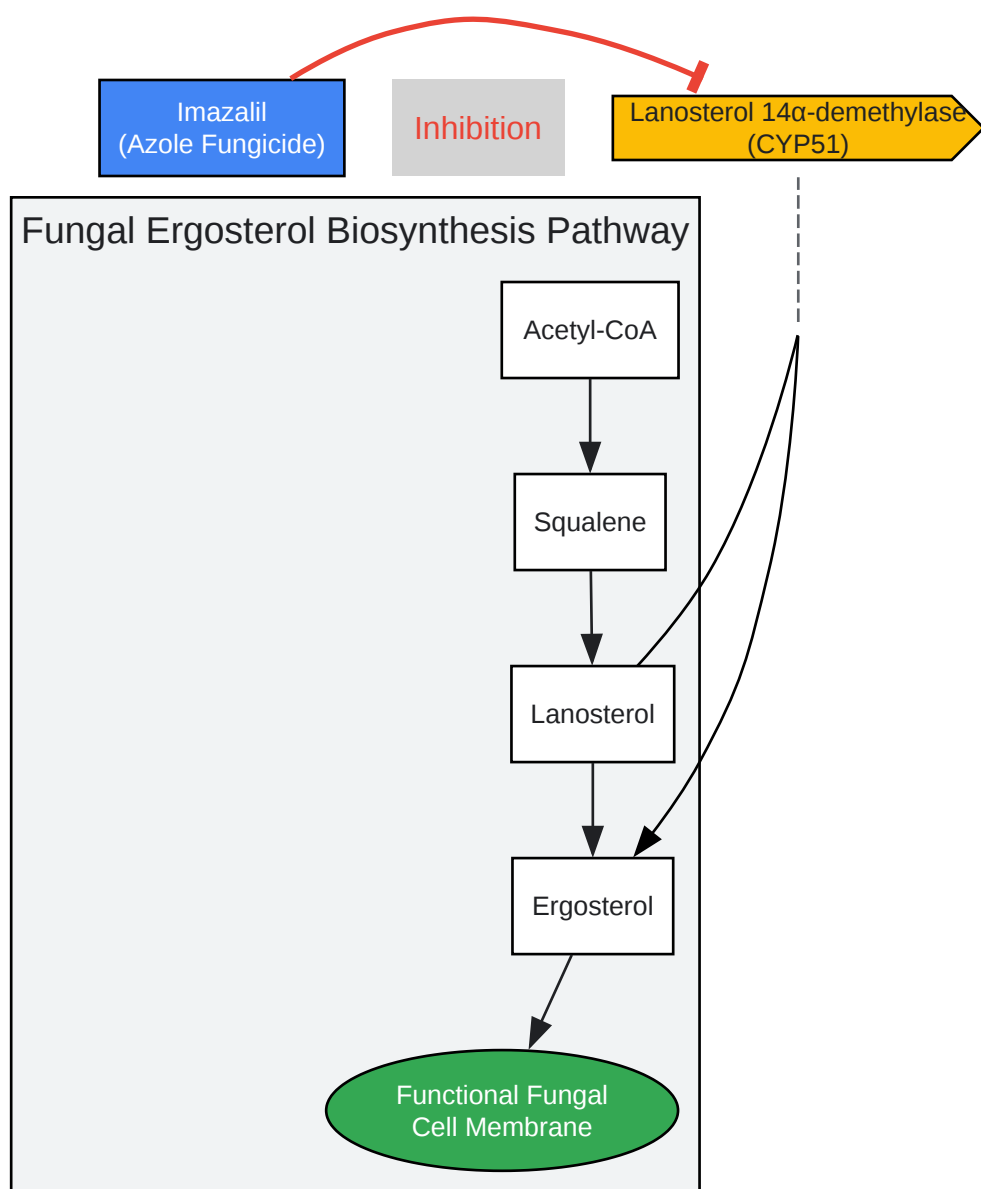 Imazalil
(Azole Fungicide)
Inhibition
Lanosterol 14α-demethylase
(CYP51)
Fungal Ergosterol Biosynthesis Pathway
Acetyl-CoA
Squalene
Lanosterol
Ergosterol
Functional Fungal
Cell Membrane